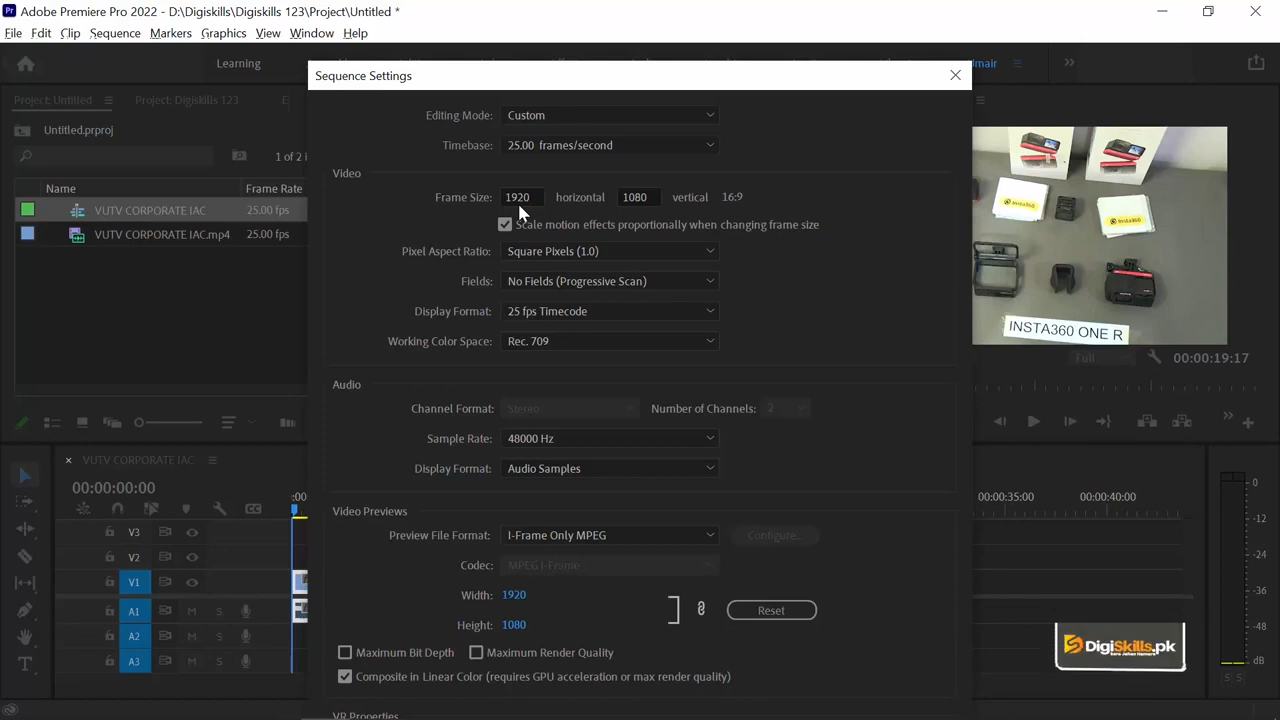 Adobe Premiere Pro 2022 - D:\Digiskills\Digiskills 123\Project\Untitled *
File Edit Clip Sequence Markers Graphics View Window Help
Learning
Sequence Settings
Project: Untitled
Project: Digiskills 123
Untitled.prproj
1 of 2 i
Name Frame Rate
VUTV CORPORATE IAC 25.00 fps
VUTV CORPORATE IAC.mp4 25.00 fps
Editing Mode: Custom
Timebase: 25.00 frames/second
Video
Frame Size: 1920 horizontal 1080 vertical 16:9
Scale motion effects proportionally when changing frame size
Pixel Aspect Ratio: Square Pixels (1.0)
Fields: No Fields (Progressive Scan)
Display Format: 25 fps Timecode
Working Color Space: Rec. 709
Audio
Channel Format: Stereo Number of Channels: 2
Sample Rate: 48000 Hz
Display Format: Audio Samples
Video Previews
Preview File Format: I-Frame Only MPEG Configure...
Codec: MPEG I-Frame
Width: 1920
Height: 1080
Reset
Maximum Bit Depth Maximum Render Quality
Composite in Linear Color (requires GPU acceleration or max render quality)
VR Properties
Insta360
Insta360
INSTA360 ONE R
Full
00:00:19:17
VUTV CORPORATE IAC
00:00:00:00
:00
00:00:35:00 00:00:40:00
V3
V2
V1
A1 M S
A2 M S
A3 M S
0
-12
-24
-36
-48
dB
S S
DigiSkills.pk